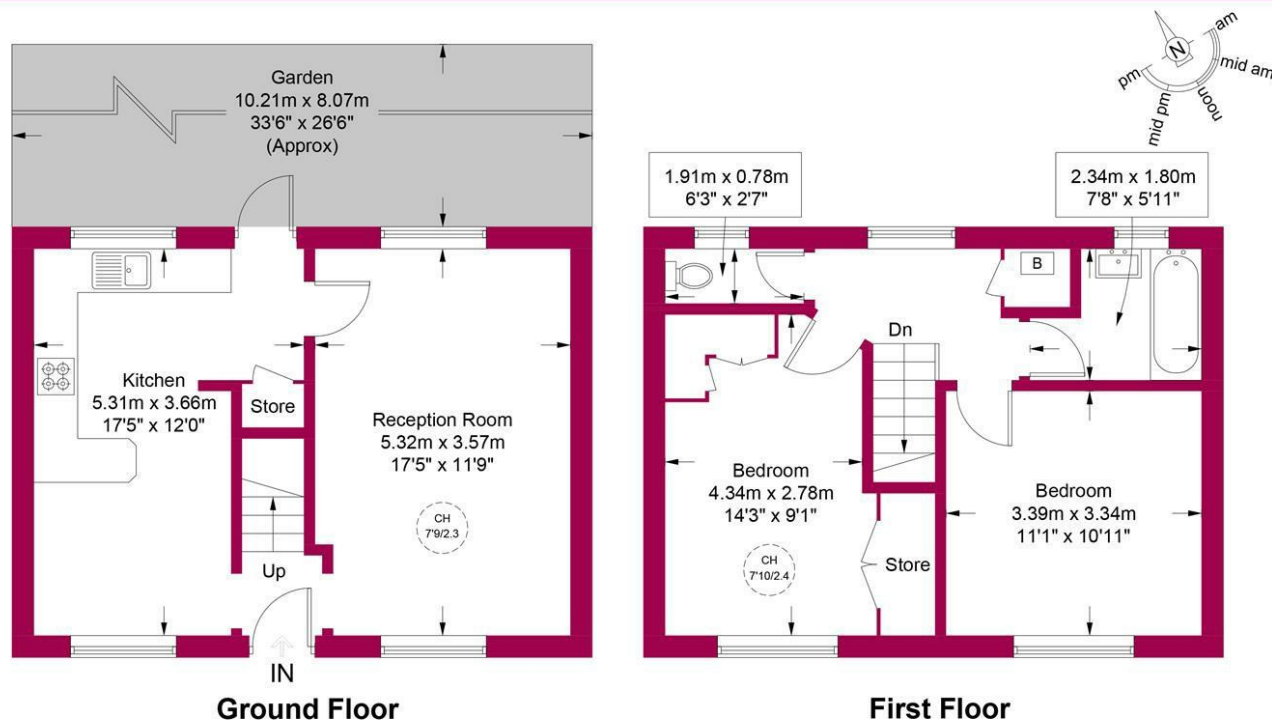 Garden
10.21m x 8.07m
33'6" x 26'6"
(Approx)
Kitchen
5.31m x 3.66m
17'5" x 12'0"
Store
Reception Room
5.32m x 3.57m
17'5" x 11'9"
CH
7'9/2.3
Up
IN
Ground Floor
N
am
mid am
noon
mid pm
pm
1.91m x 0.78m
6'3" x 2'7"
2.34m x 1.80m
7'8" x 5'11"
B
Dn
Bedroom
4.34m x 2.78m
14'3" x 9'1"
CH
7'10/2.4
Store
Bedroom
3.39m x 3.34m
11'1" x 10'11"
First Floor